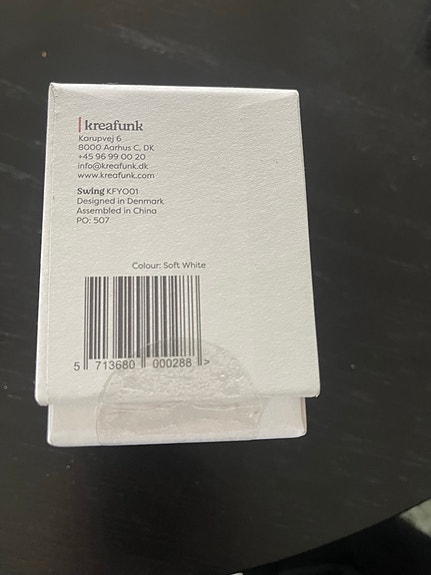 kreafunk
Karupvej 6
8000 Aarhus C, DK
+45 96 99 00 20
info@kreafunk.dk
www.kreafunk.com
Swing KFYO01
Designed in Denmark
Assembled in China
PO: 507
Colour: Soft White
5 713680 000288 >